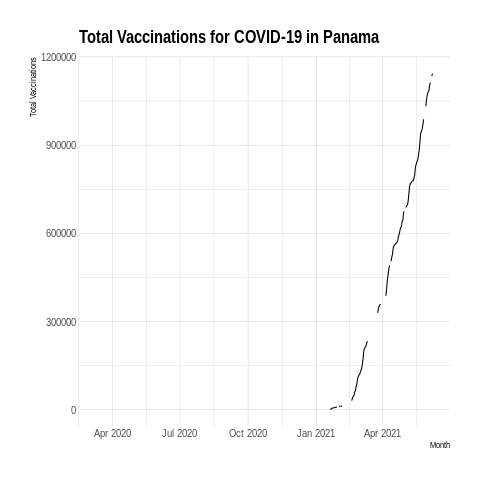 Total Vaccinations for COVID-19 in Panama
Total Vaccinations
1200000
900000
600000
300000
0
Apr 2020 Jul 2020 Oct 2020 Jan 2021 Apr 2021
Month